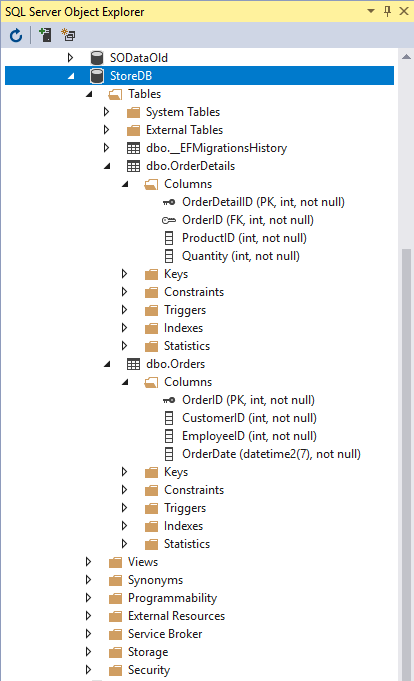 SQL Server Object Explorer
SODataOld
StoreDB
Tables
System Tables
External Tables
dbo.__EFMigrationsHistory
dbo.OrderDetails
Columns
OrderDetailID (PK, int, not null)
OrderID (FK, int, not null)
ProductID (int, not null)
Quantity (int, not null)
Keys
Constraints
Triggers
Indexes
Statistics
dbo.Orders
Columns
OrderID (PK, int, not null)
CustomerID (int, not null)
EmployeeID (int, not null)
OrderDate (datetime2(7), not null)
Keys
Constraints
Triggers
Indexes
Statistics
Views
Synonyms
Programmability
External Resources
Service Broker
Storage
Security